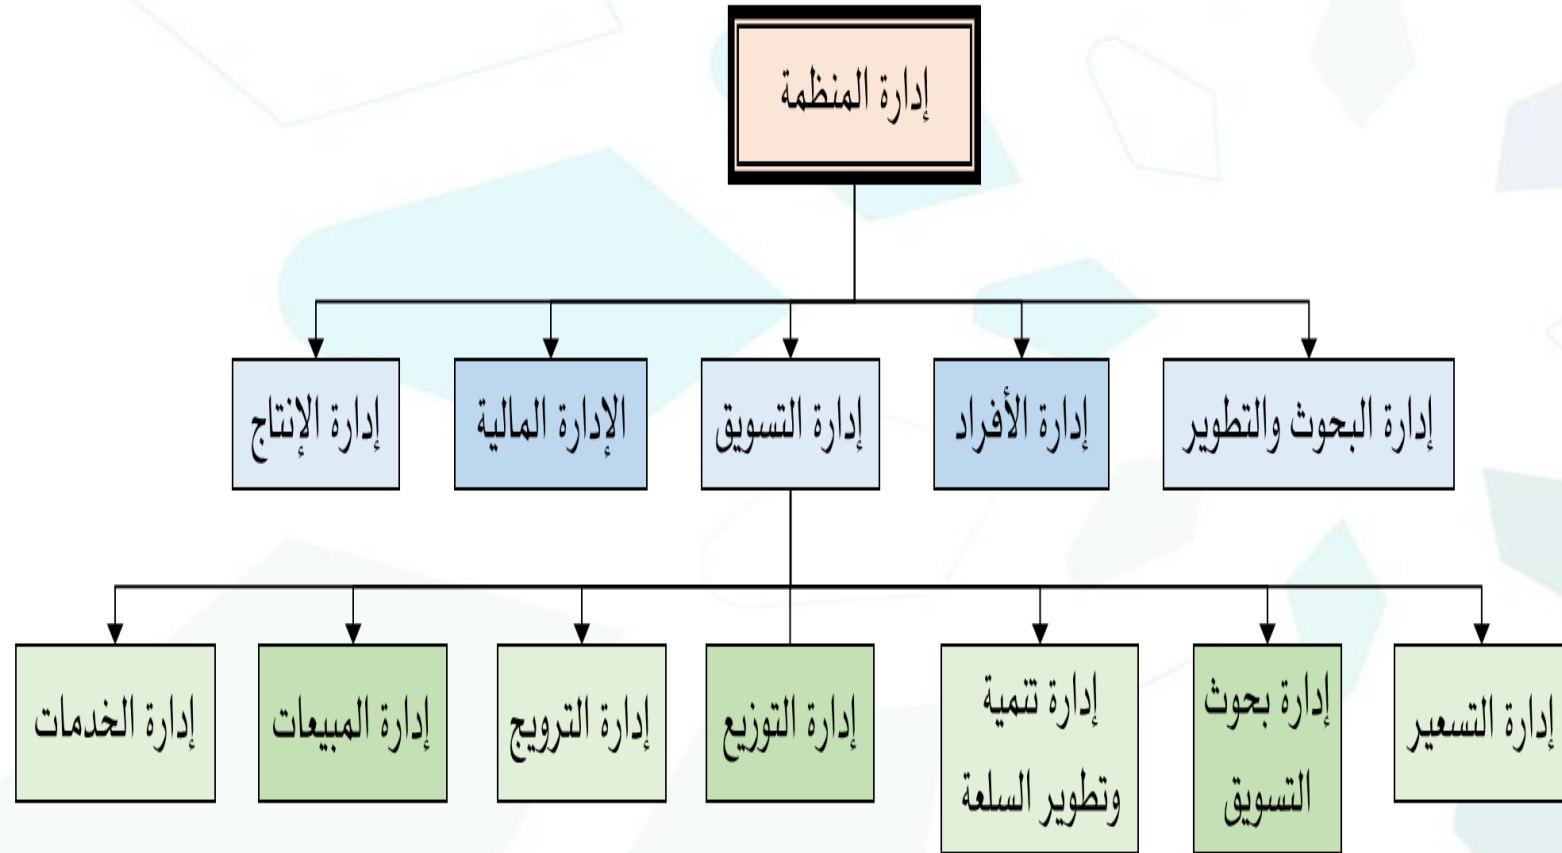 إدارة المنظمة
إدارة البحوث والتطوير
إدارة الأفراد
إدارة التسويق
الإدارة المالية
إدارة الإنتاج
إدارة التسعير
إدارة بحوث
التسويق
إدارة تنمية
وتطوير السلعة
إدارة التوزيع
إدارة الترويج
إدارة المبيعات
إدارة الخدمات